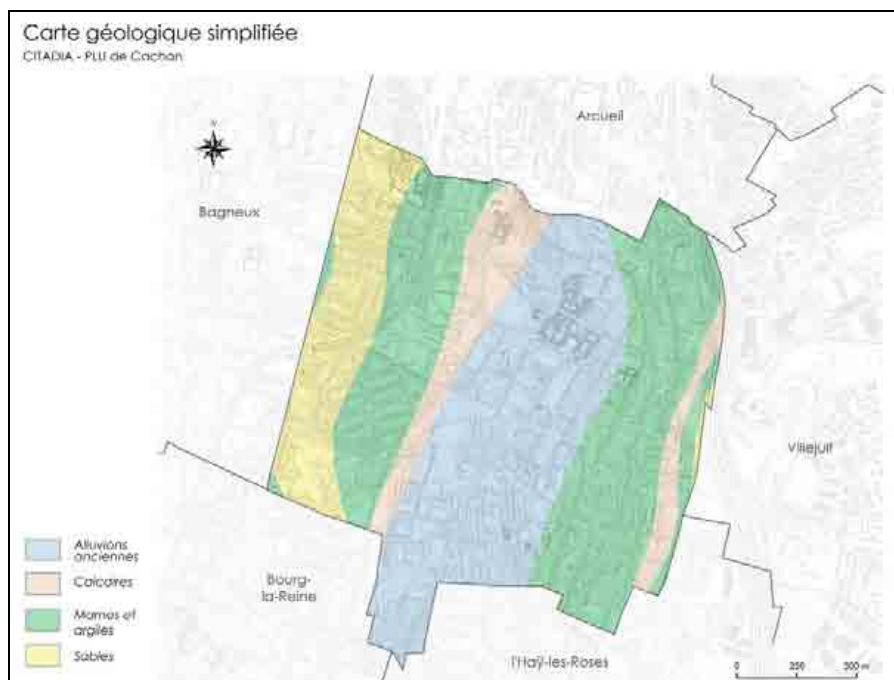 Carte géologique simplifiée
CITADIA - PLU de Cachan
N
Arcueil
Bagneux
Villejuif
Bourg-
la-Reine
l'Haÿ-les-Roses
Alluvions
anciennes
Calcaires
Marnes et
argiles
Sables
0 250 500 m